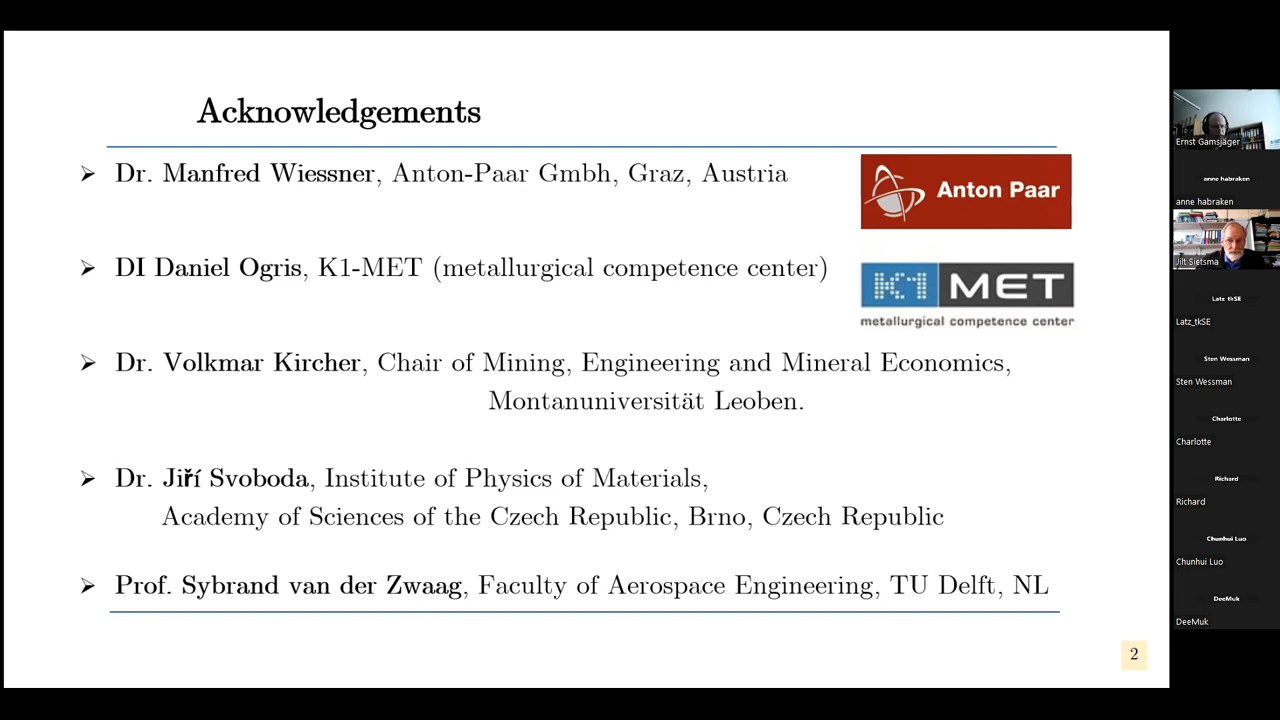 Acknowledgements
Dr. Manfred Wiessner, Anton-Paar Gmbh, Graz, Austria
Anton Paar
DI Daniel Ogris, K1-MET (metallurgical competence center)
K1 MET
metallurgical competence center
Dr. Volkmar Kircher, Chair of Mining, Engineering and Mineral Economics,
Montanuniversität Leoben.
Dr. Jiří Svoboda, Institute of Physics of Materials,
Academy of Sciences of the Czech Republic, Brno, Czech Republic
Prof. Sybrand van der Zwaag, Faculty of Aerospace Engineering, TU Delft, NL
2
Ernst Gamsjäger
anne habraken
anne habraken
Jilt Sietsma
Latz_tkSE
Latz_tkSE
Sten Wessman
Sten Wessman
Charlotte
Charlotte
Richard
Richard
Chunhui Luo
Chunhui Luo
DeeMuk
DeeMuk